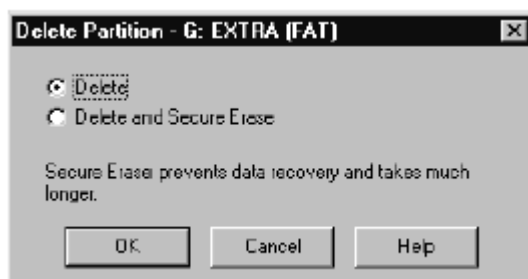 Delete Partition - G: EXTRA (FAT)
Delete
Delete and Secure Erase
Secure Erase prevents data recovery and takes much
longer.
OK Cancel Help